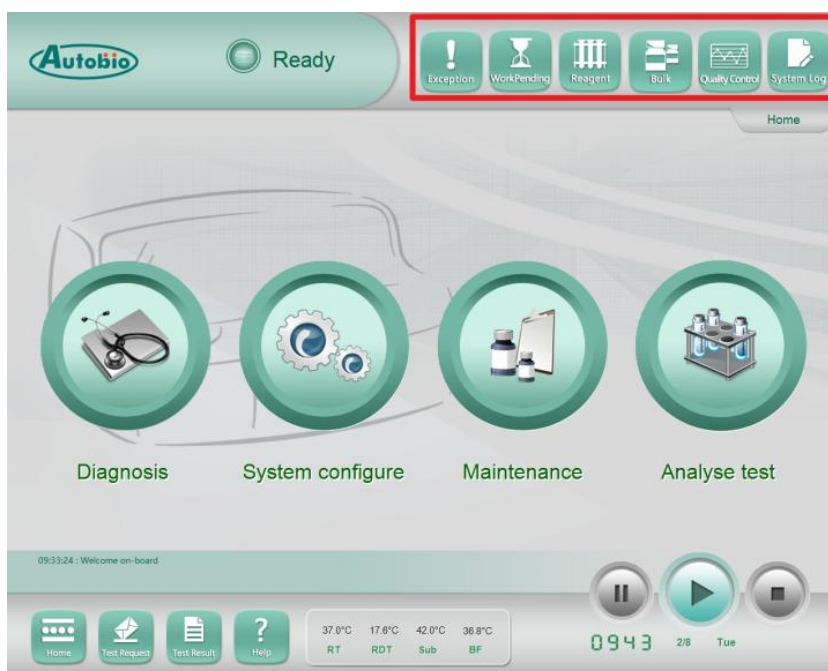 Autobio
Ready
Exception WorkPending Reagent Bulk Quality Control System Log
Home
Diagnosis System configure Maintenance Analyse test
09:33:24 : Welcome on-board
Home Test Request Test Result Help
37.0°C 17.6°C 42.0°C 36.8°C
RT RDT Sub BF
0943 2/8 Tue